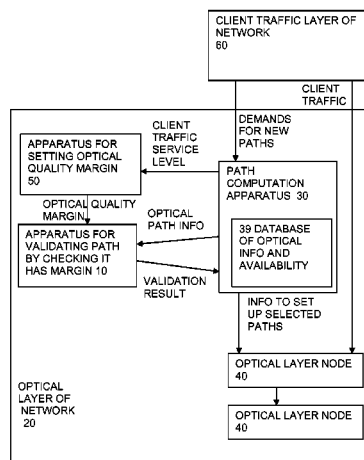 CLIENT TRAFFIC LAYER OF
NETWORK
60
CLIENT
TRAFFIC
DEMANDS
FOR NEW
PATHS
CLIENT
TRAFFIC
SERVICE
LEVEL
APPARATUS FOR
SETTING OPTICAL
QUALITY MARGIN
50
PATH
COMPUTATION
APPARATUS 30
OPTICAL QUALITY
MARGIN
OPTICAL
PATH INFO
39 DATABASE
OF OPTICAL
INFO AND
AVAILABILITY
APPARATUS FOR
VALIDATING PATH
BY CHECKING IT
HAS MARGIN 10
VALIDATION
RESULT
INFO TO SET
UP SELECTED
PATHS
OPTICAL LAYER NODE
40
OPTICAL LAYER NODE
40
OPTICAL
LAYER OF
NETWORK
20